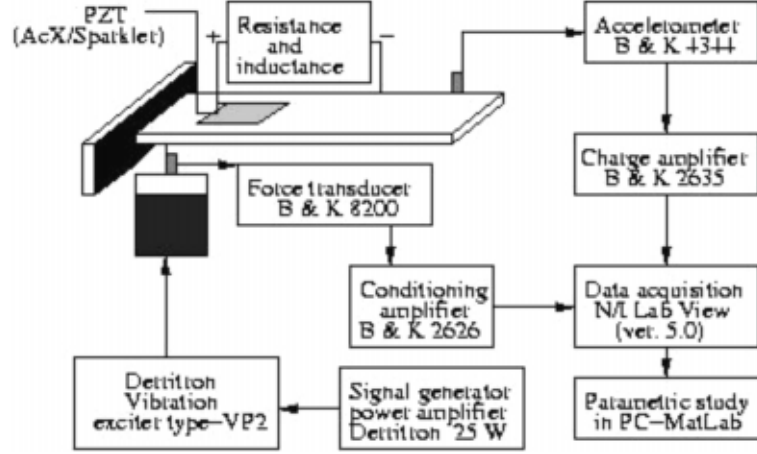 PZT
(AcX/Sparklet)
+
Resistance
and
inductance
−
Accelerometer
B & K 4344
Charge amplifier
B & K 2635
Force transducer
B & K 8200
Conditioning
amplifier
B & K 2626
Data acquisition
N/I Lab View
(ver. 5.0)
Derritron
Vibration
exciter type-VP2
Signal generator
power amplifier
Derritron 25 W
Parametric study
in PC-MatLab